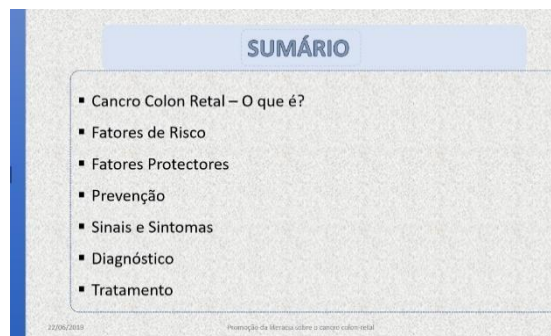 SUMÁRIO
▪ Cancro Colon Retal – O que é?
▪ Fatores de Risco
▪ Fatores Protectores
▪ Prevenção
▪ Sinais e Sintomas
▪ Diagnóstico
▪ Tratamento
22/06/2018 Promoção da literacia sobre o cancro colon-retal